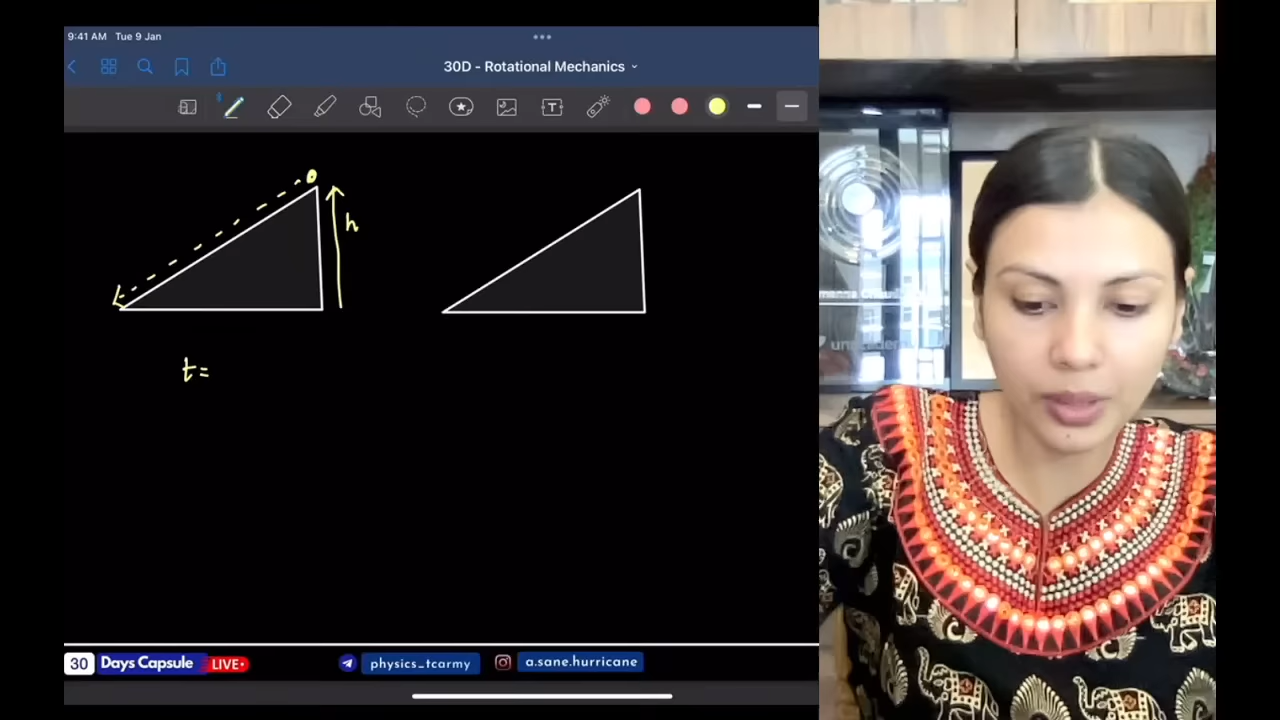 9:41 AM Tue 9 Jan
30D - Rotational Mechanics
T
h
t=
30 Days Capsule LIVE
physics_tcarmy
a.sane.hurricane